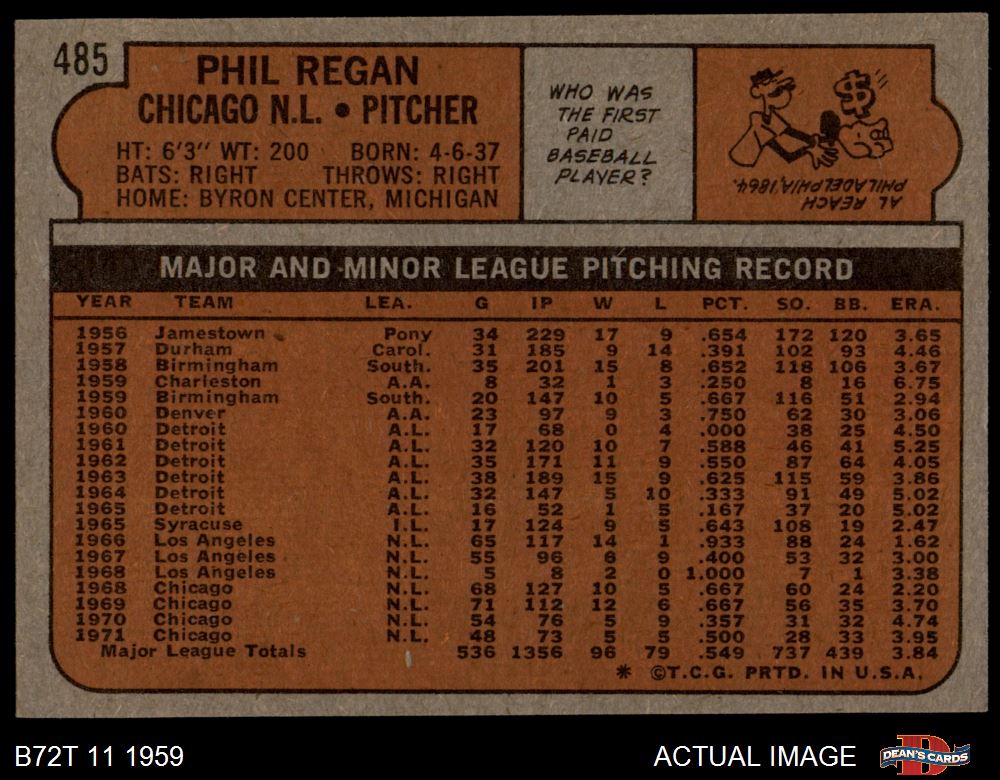 485
PHIL REGAN
CHICAGO N.L. • PITCHER
HT: 6'3" WT: 200 BORN: 4-6-37
BATS: RIGHT THROWS: RIGHT
HOME: BYRON CENTER, MICHIGAN
WHO WAS
THE FIRST
PAID
BASEBALL
PLAYER?
$
AL REACH
PHILADELPHIA, 1864.
MAJOR AND MINOR LEAGUE PITCHING RECORD
YEAR TEAM LEA. G IP W L PCT. SO. BB. ERA.
1956 Jamestown Pony 34 229 17 9 .654 172 120 3.65
1957 Durham Carol. 31 185 9 14 .391 102 93 4.46
1958 Birmingham South. 35 201 15 8 .652 118 106 3.67
1959 Charleston A.A. 8 32 1 3 .250 8 16 6.75
1959 Birmingham South. 20 147 10 5 .667 116 51 2.94
1960 Denver A.A. 23 97 9 3 .750 62 30 3.06
1960 Detroit A.L. 17 68 0 4 .000 38 25 4.50
1961 Detroit A.L. 32 120 10 7 .588 46 41 5.25
1962 Detroit A.L. 35 171 11 9 .550 87 64 4.05
1963 Detroit A.L. 38 189 15 9 .625 115 59 3.86
1964 Detroit A.L. 32 147 5 10 .333 91 49 5.02
1965 Detroit A.L. 16 52 1 5 .167 37 20 5.02
1965 Syracuse I.L. 17 124 9 5 .643 108 19 2.47
1966 Los Angeles N.L. 65 117 14 1 .933 88 24 1.62
1967 Los Angeles N.L. 55 96 6 9 .400 53 32 3.00
1968 Los Angeles N.L. 5 8 2 0 1.000 7 1 3.38
1968 Chicago N.L. 68 127 10 5 .667 60 24 2.20
1969 Chicago N.L. 71 112 12 6 .667 56 35 3.70
1970 Chicago N.L. 54 76 5 9 .357 31 32 4.74
1971 Chicago N.L. 48 73 5 5 .500 28 33 3.95
Major League Totals 536 1356 96 79 .549 737 439 3.84
* ©T.C.G. PRTD. IN U.S.A.
B72T 11 1959
ACTUAL IMAGE
D
DEAN'S CARDS